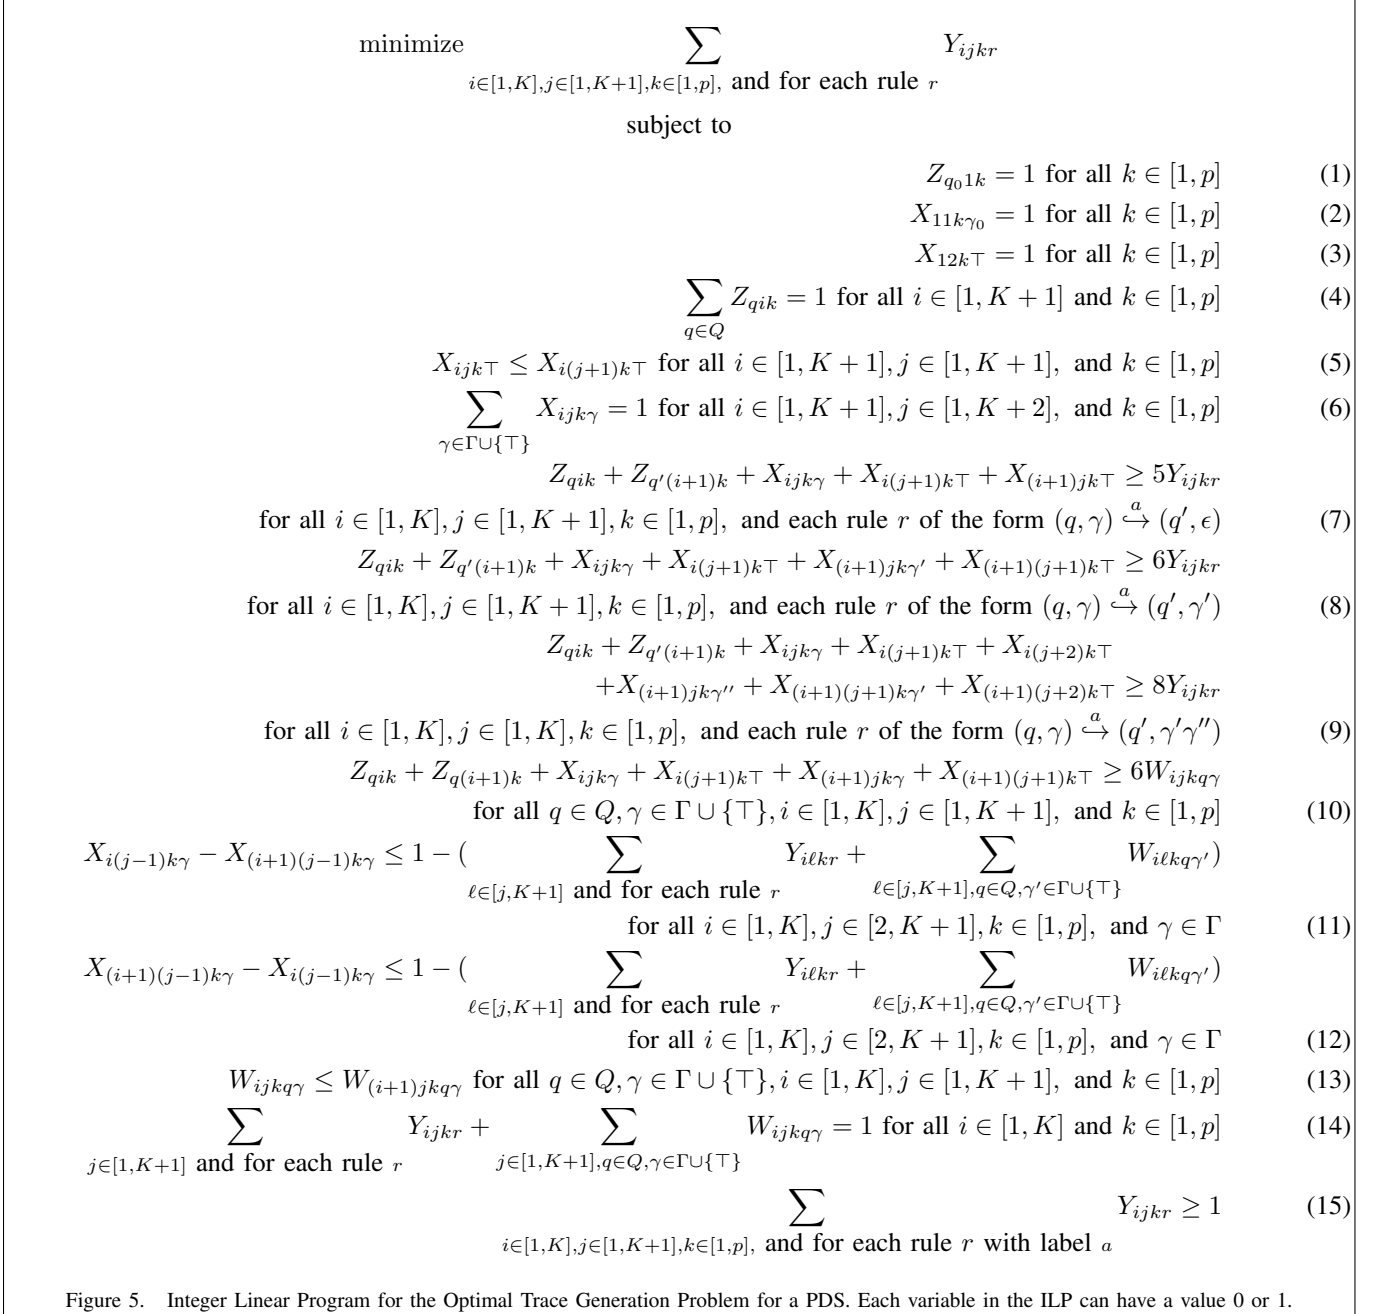 minimize ∑ Y_{ijkr}
i∈[1,K],j∈[1,K+1],k∈[1,p], and for each rule r
subject to
Z_{q_0 1k} = 1 for all k ∈ [1, p] (1)
X_{11kγ_0} = 1 for all k ∈ [1, p] (2)
X_{12k⊤} = 1 for all k ∈ [1, p] (3)
∑ Z_{qik} = 1 for all i ∈ [1, K + 1] and k ∈ [1, p] (4)
q∈Q
X_{ijk⊤} ≤ X_{i(j+1)k⊤} for all i ∈ [1, K + 1], j ∈ [1, K + 1], and k ∈ [1, p] (5)
∑ X_{ijkγ} = 1 for all i ∈ [1, K + 1], j ∈ [1, K + 2], and k ∈ [1, p] (6)
γ∈Γ∪{⊤}
Z_{qik} + Z_{q′(i+1)k} + X_{ijkγ} + X_{i(j+1)k⊤} + X_{(i+1)jk⊤} ≥ 5Y_{ijkr}
for all i ∈ [1, K], j ∈ [1, K + 1], k ∈ [1, p], and each rule r of the form (q, γ) ↪^a (q′, ϵ) (7)
Z_{qik} + Z_{q′(i+1)k} + X_{ijkγ} + X_{i(j+1)k⊤} + X_{(i+1)jkγ′} + X_{(i+1)(j+1)k⊤} ≥ 6Y_{ijkr}
for all i ∈ [1, K], j ∈ [1, K + 1], k ∈ [1, p], and each rule r of the form (q, γ) ↪^a (q′, γ′) (8)
Z_{qik} + Z_{q′(i+1)k} + X_{ijkγ} + X_{i(j+1)k⊤} + X_{i(j+2)k⊤}
+X_{(i+1)jkγ′′} + X_{(i+1)(j+1)kγ′} + X_{(i+1)(j+2)k⊤} ≥ 8Y_{ijkr}
for all i ∈ [1, K], j ∈ [1, K], k ∈ [1, p], and each rule r of the form (q, γ) ↪^a (q′, γ′γ′′) (9)
Z_{qik} + Z_{q(i+1)k} + X_{ijkγ} + X_{i(j+1)k⊤} + X_{(i+1)jkγ} + X_{(i+1)(j+1)k⊤} ≥ 6W_{ijkqγ}
for all q ∈ Q, γ ∈ Γ ∪ {⊤}, i ∈ [1, K], j ∈ [1, K + 1], and k ∈ [1, p] (10)
X_{i(j−1)kγ} − X_{(i+1)(j−1)kγ} ≤ 1 − ( ∑ Y_{iℓkr} + ∑ W_{iℓkqγ′})
ℓ∈[j,K+1] and for each rule r ℓ∈[j,K+1],q∈Q,γ′∈Γ∪{⊤}
for all i ∈ [1, K], j ∈ [2, K + 1], k ∈ [1, p], and γ ∈ Γ (11)
X_{(i+1)(j−1)kγ} − X_{i(j−1)kγ} ≤ 1 − ( ∑ Y_{iℓkr} + ∑ W_{iℓkqγ′})
ℓ∈[j,K+1] and for each rule r ℓ∈[j,K+1],q∈Q,γ′∈Γ∪{⊤}
for all i ∈ [1, K], j ∈ [2, K + 1], k ∈ [1, p], and γ ∈ Γ (12)
W_{ijkqγ} ≤ W_{(i+1)jkqγ} for all q ∈ Q, γ ∈ Γ ∪ {⊤}, i ∈ [1, K], j ∈ [1, K + 1], and k ∈ [1, p] (13)
∑ Y_{ijkr} + ∑ W_{ijkqγ} = 1 for all i ∈ [1, K] and k ∈ [1, p] (14)
j∈[1,K+1] and for each rule r j∈[1,K+1],q∈Q,γ∈Γ∪{⊤}
∑ Y_{ijkr} ≥ 1 (15)
i∈[1,K],j∈[1,K+1],k∈[1,p], and for each rule r with label a
Figure 5. Integer Linear Program for the Optimal Trace Generation Problem for a PDS. Each variable in the ILP can have a value 0 or 1.